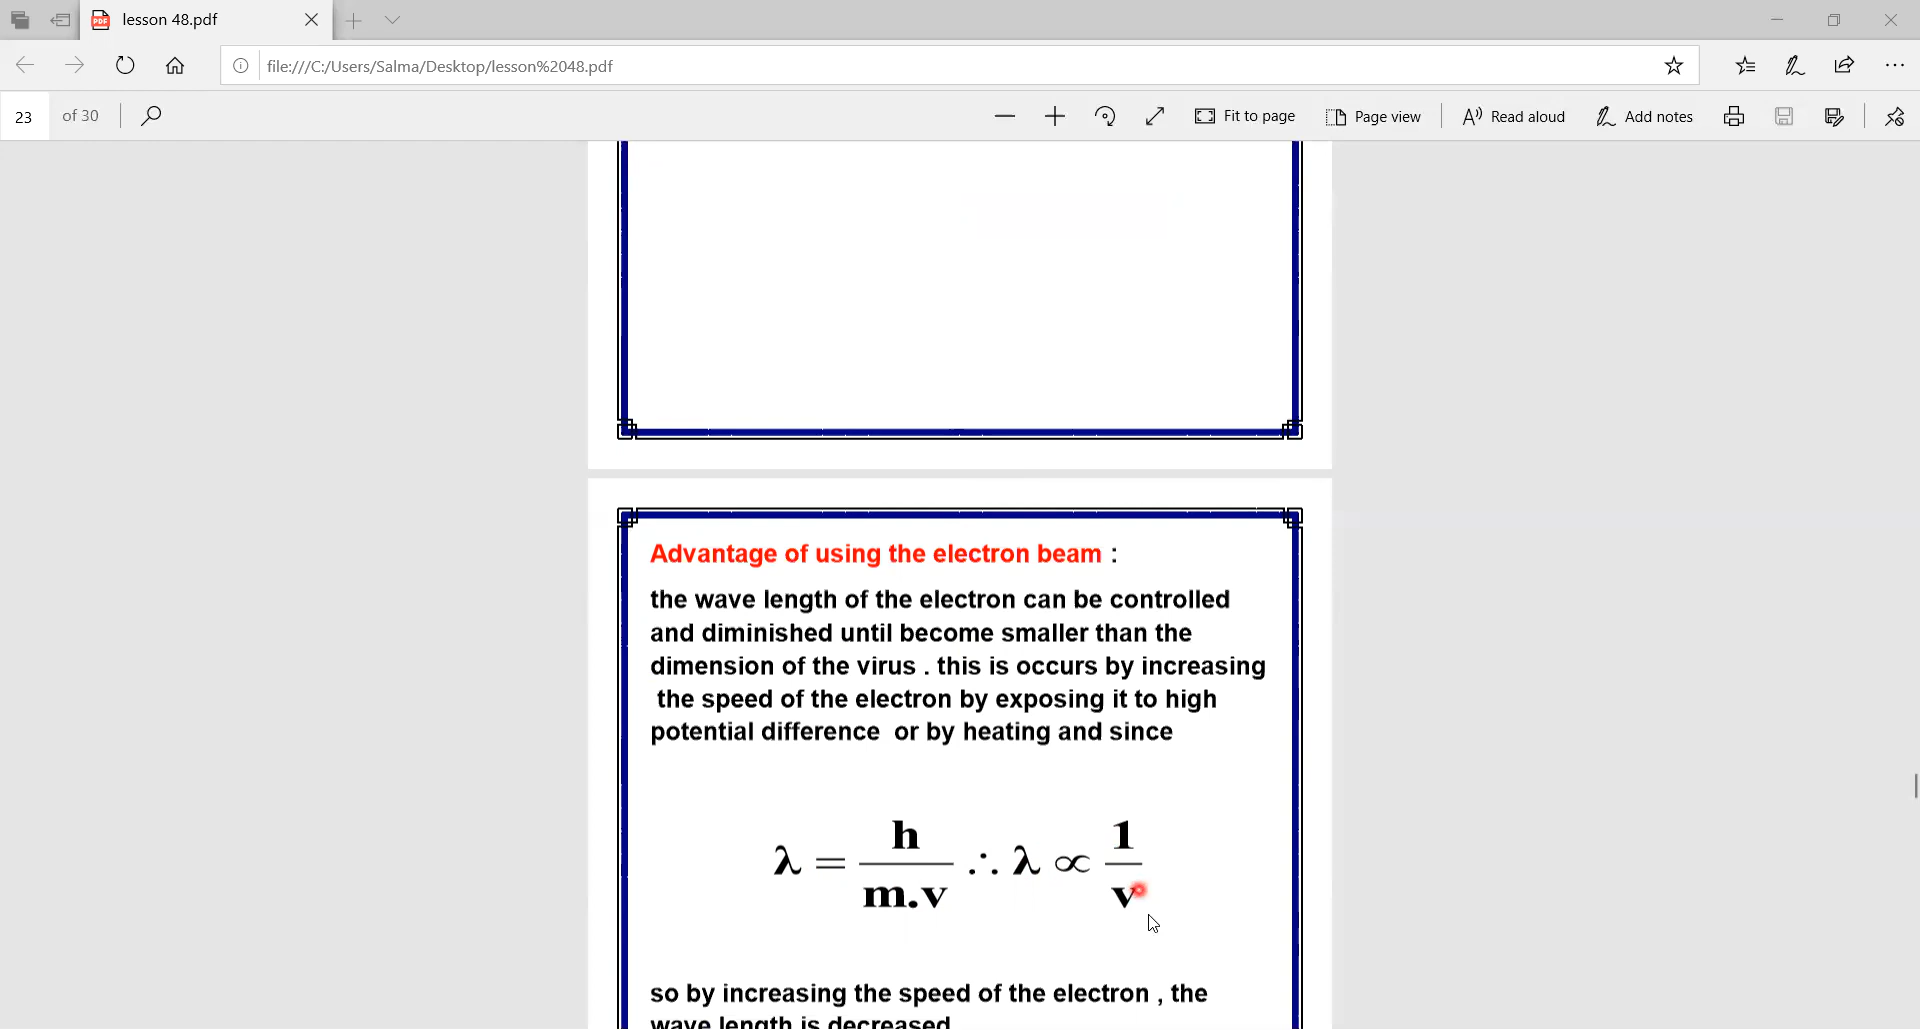 lesson 48.pdf
file:///C:/Users/Salma/Desktop/lesson%2048.pdf
23 of 30
Fit to page
Page view
Read aloud
Add notes
Advantage of using the electron beam :
the wave length of the electron can be controlled
and diminished until become smaller than the
dimension of the virus . this is occurs by increasing
the speed of the electron by exposing it to high
potential difference or by heating and since
λ = h / m.v ∴ λ ∝ 1 / v
so by increasing the speed of the electron , the
wave length is decreased